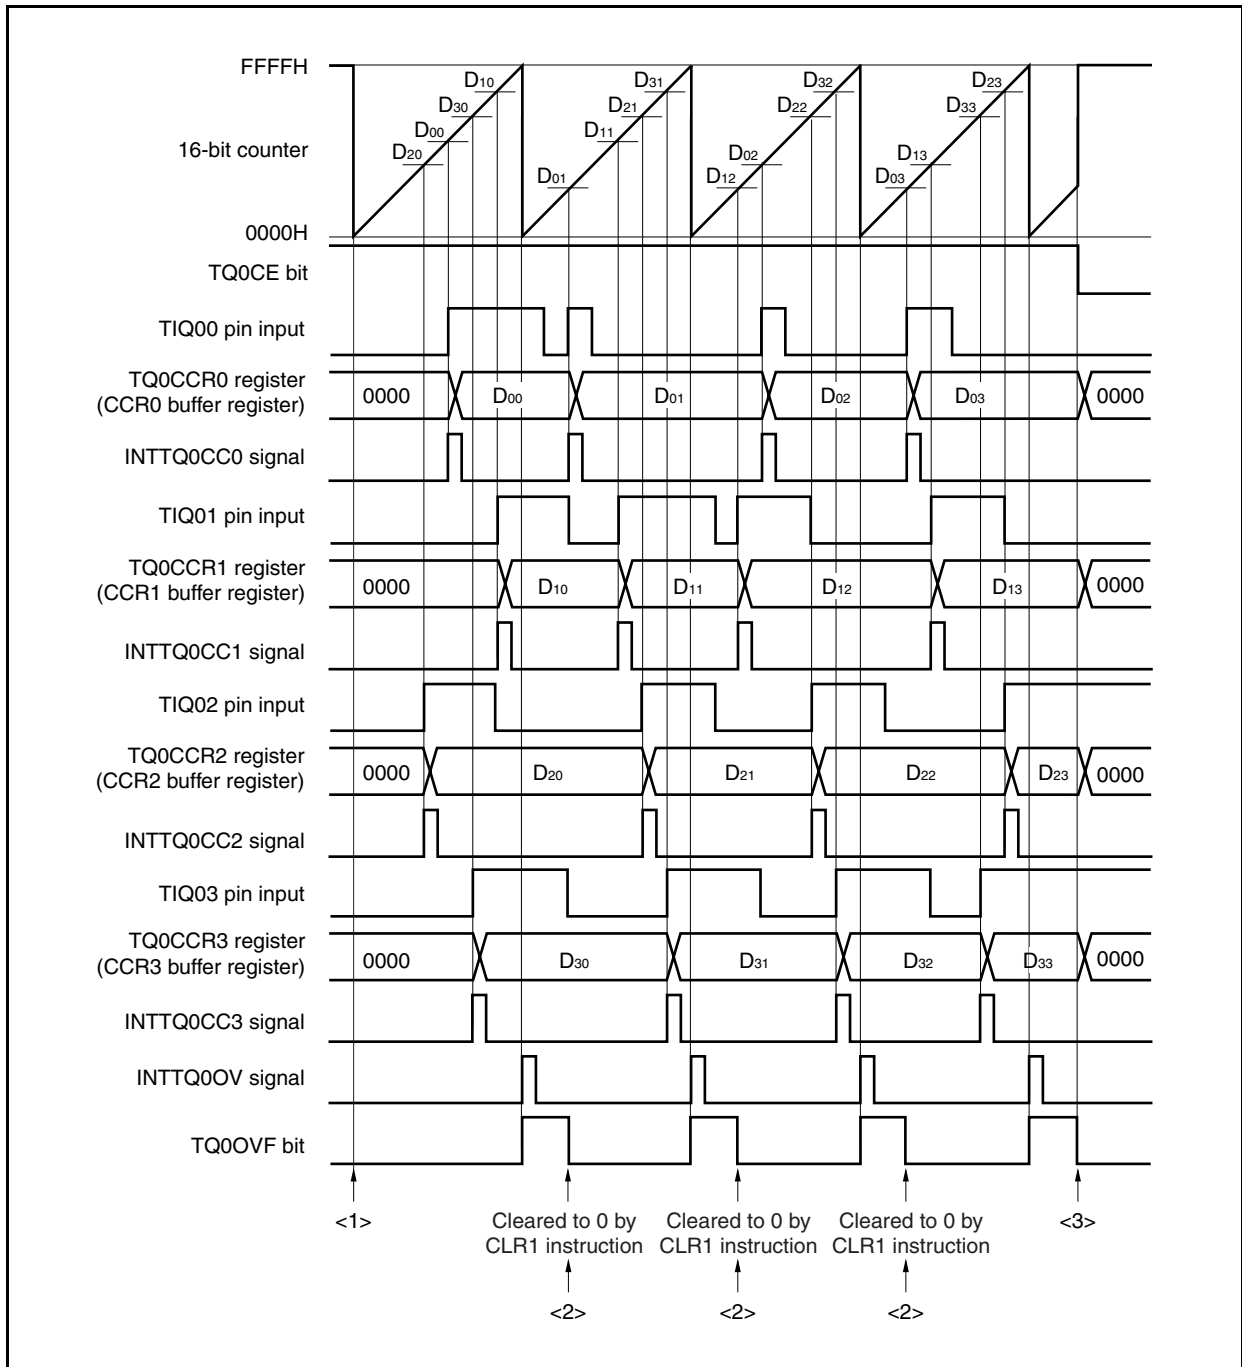 FFFFH
D10 D31 D32 D23
D30 D21 D22 D33
D00 D11
16-bit counter D20 D02 D13
D01 D12 D03
0000H
TQ0CE bit
TIQ00 pin input
TQ0CCR0 register
(CCR0 buffer register)
0000 D00 D01 D02 D03 0000
INTTQ0CC0 signal
TIQ01 pin input
TQ0CCR1 register
(CCR1 buffer register)
0000 D10 D11 D12 D13 0000
INTTQ0CC1 signal
TIQ02 pin input
TQ0CCR2 register
(CCR2 buffer register)
0000 D20 D21 D22 D23 0000
INTTQ0CC2 signal
TIQ03 pin input
TQ0CCR3 register
(CCR3 buffer register)
0000 D30 D31 D32 D33 0000
INTTQ0CC3 signal
INTTQ0OV signal
TQ0OVF bit
<1> Cleared to 0 by Cleared to 0 by Cleared to 0 by <3>
CLR1 instruction CLR1 instruction CLR1 instruction
<2> <2> <2>